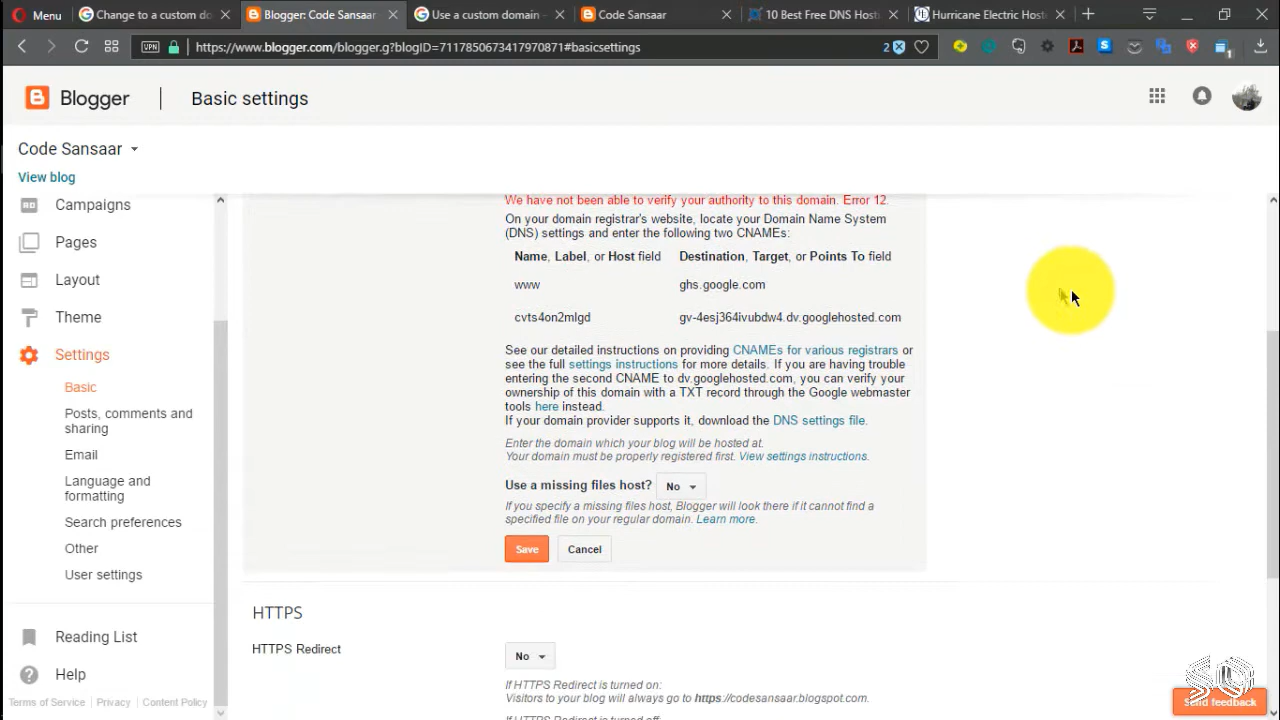 Menu
Change to a custom do
Blogger: Code Sansaar
Use a custom domain -
Code Sansaar
10 Best Free DNS Host
Hurricane Electric Hoste
VPN
https://www.blogger.com/blogger.g?blogID=7117850673417970871#basicsettings
2
1
Blogger
Basic settings
Code Sansaar
View blog
Campaigns
Pages
Layout
Theme
Settings
Basic
Posts, comments and
sharing
Email
Language and
formatting
Search preferences
Other
User settings
Reading List
Help
Terms of Service
Privacy
Content Policy
We have not been able to verify your authority to this domain. Error 12.
On your domain registrar's website, locate your Domain Name System
(DNS) settings and enter the following two CNAMEs:
Name, Label, or Host field
Destination, Target, or Points To field
www
ghs.google.com
cvts4on2mlgd
gv-4esj364ivubdw4.dv.googlehosted.com
See our detailed instructions on providing CNAMEs for various registrars or
see the full settings instructions for more details. If you are having trouble
entering the second CNAME to dv.googlehosted.com, you can verify your
ownership of this domain with a TXT record through the Google webmaster
tools here instead.
If your domain provider supports it, download the DNS settings file.
Enter the domain which your blog will be hosted at.
Your domain must be properly registered first. View settings instructions.
Use a missing files host? No
If you specify a missing files host, Blogger will look there if it cannot find a
specified file on your regular domain. Learn more.
Save
Cancel
HTTPS
HTTPS Redirect
No
If HTTPS Redirect is turned on:
Visitors to your blog will always go to https://codesansaar.blogspot.com.
If HTTPS Redirect is turned off:
Send feedback